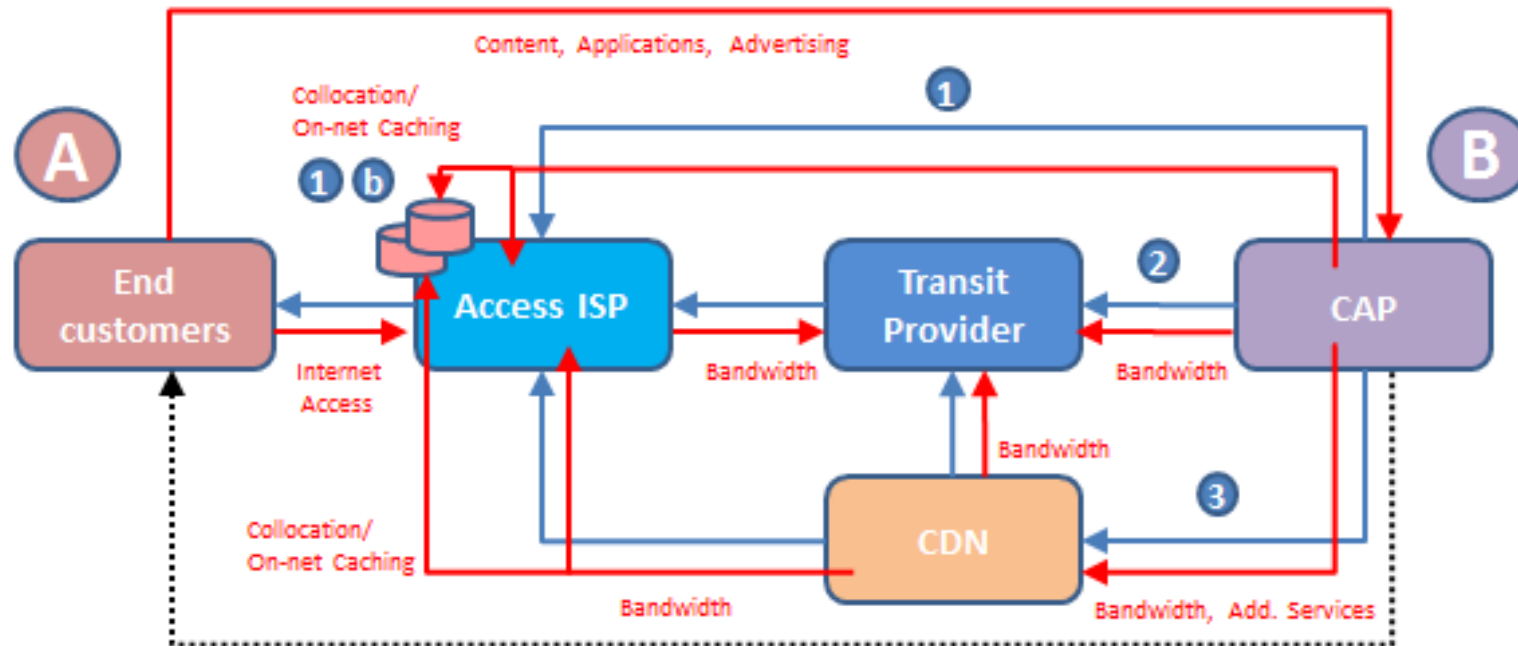 Content, Applications, Advertising
Collocation/
On-net Caching
1
A
B
1 b
End
customers
Access ISP
Transit
Provider
2
CAP
Internet
Access
Bandwidth
Bandwidth
Bandwidth
3
Collocation/
On-net Caching
CDN
Bandwidth
Bandwidth, Add. Services